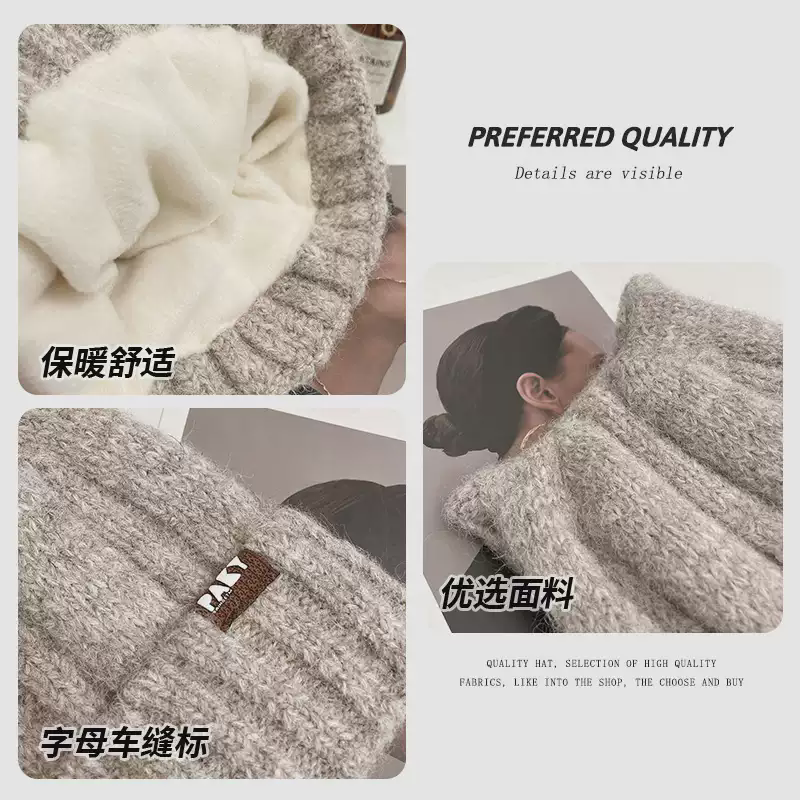 PREFERRED QUALITY
Details are visible
保暖舒适
优选面料
PAKY
字母车缝标
QUALITY HAT, SELECTION OF HIGH QUALITY
FABRICS, LIKE INTO THE SHOP, THE CHOOSE AND BUY